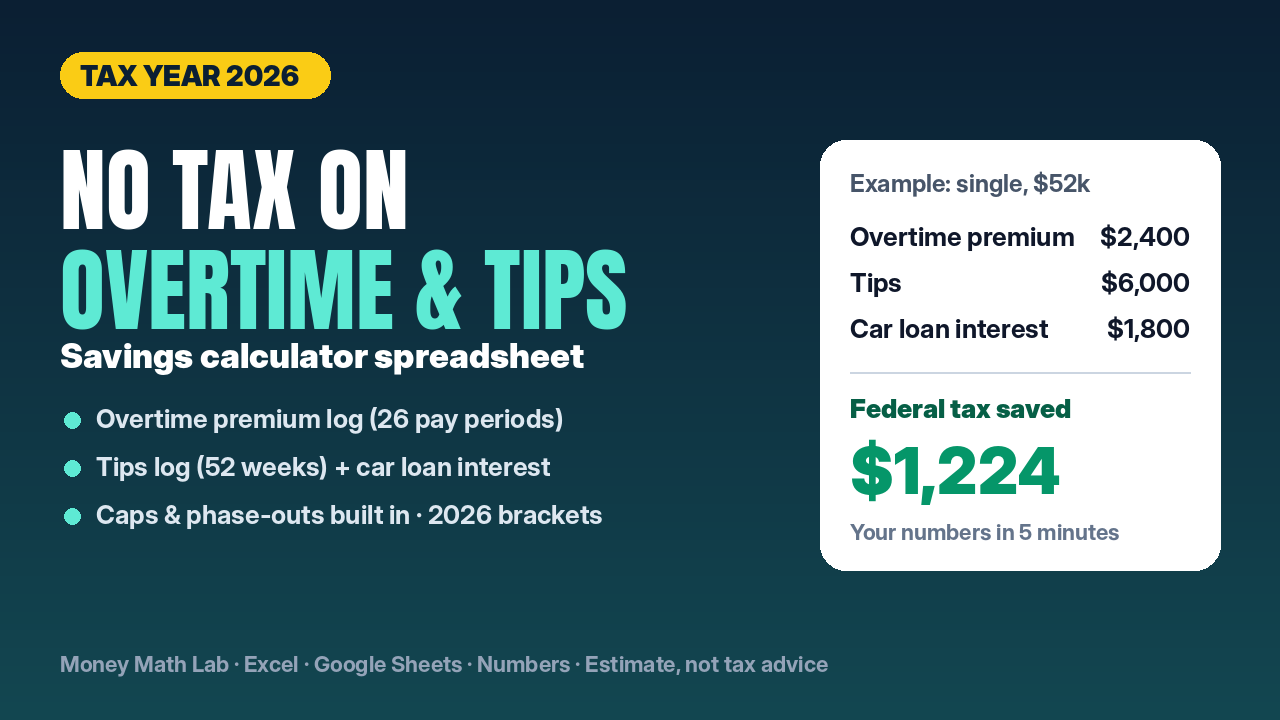 TAX YEAR 2026
NO TAX ON
OVERTIME & TIPS
Savings calculator spreadsheet
Overtime premium log (26 pay periods)
Tips log (52 weeks) + car loan interest
Caps & phase-outs built in · 2026 brackets
Example: single, $52k
Overtime premium $2,400
Tips $6,000
Car loan interest $1,800
Federal tax saved
$1,224
Your numbers in 5 minutes
Money Math Lab · Excel · Google Sheets · Numbers · Estimate, not tax advice